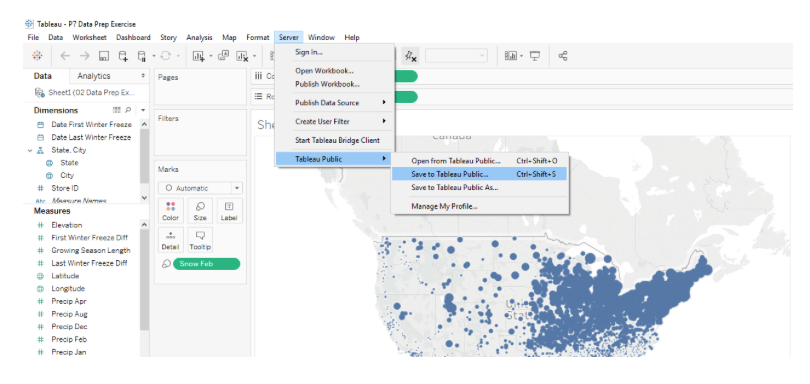 Tableau - P7 Data Prep Exercise
File Data Worksheet Dashboard Story Analysis Map Format Server Window Help
Data Analytics
Sheet1 (02 Data Prep Ex...
Dimensions
Date First Winter Freeze
Date Last Winter Freeze
State, City
State
City
# Store ID
Abc Measure Names
Measures
# Elevation
# First Winter Freeze Diff
# Growing Season Length
# Last Winter Freeze Diff
Latitude
Longitude
# Precip Apr
# Precip Aug
# Precip Dec
# Precip Feb
# Precip Jan
Pages
Filters
Marks
Automatic
Color Size Label
Detail Tooltip
Snow Feb
iii Co
Ro
She
Sign In...
Open Workbook...
Publish Workbook...
Publish Data Source
Create User Filter
Start Tableau Bridge Client
Tableau Public
Open from Tableau Public... Ctrl+Shift+O
Save to Tableau Public... Ctrl+Shift+S
Save to Tableau Public As...
Manage My Profile...
Canada